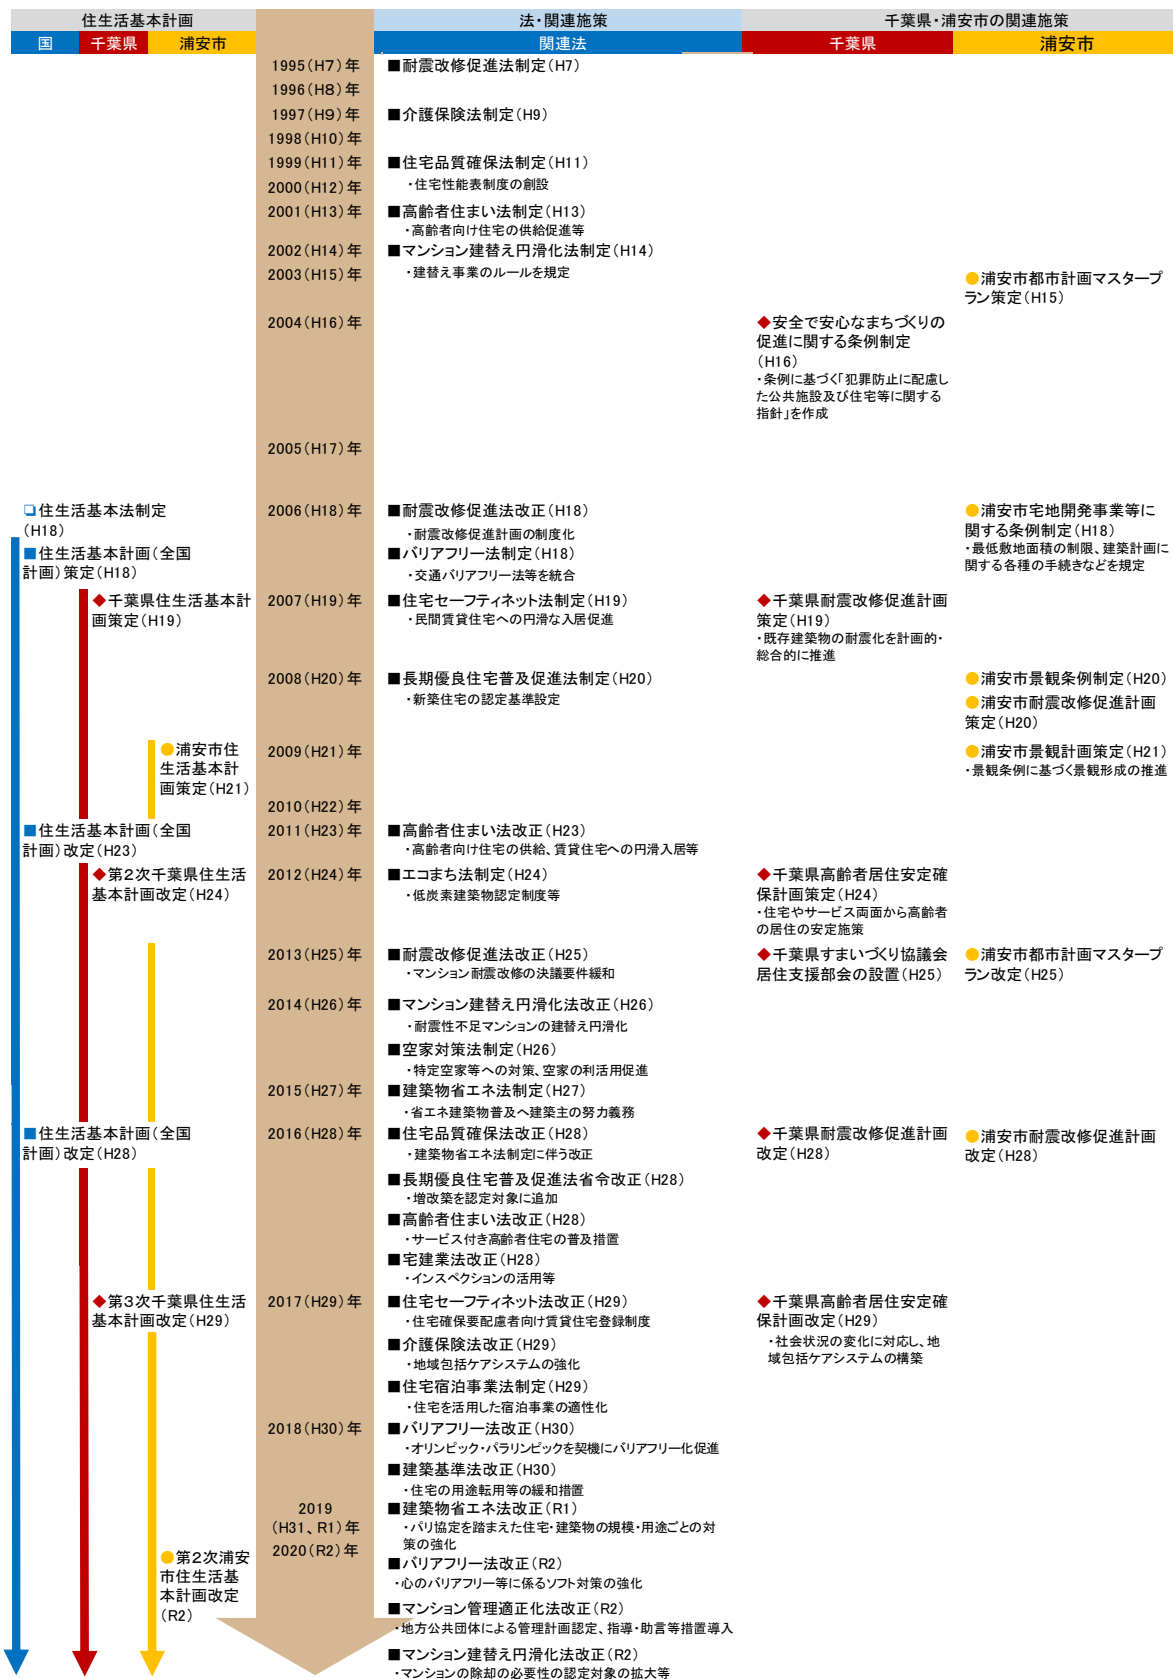 住生活基本計画
法・関連施策
千葉県・浦安市の関連施策
国
千葉県
浦安市
関連法
千葉県
浦安市
1995(H7)年
■耐震改修促進法制定(H7)
1996(H8)年
1997(H9)年
■介護保険法制定(H9)
1998(H10)年
1999(H11)年
■住宅品質確保法制定(H11)
・住宅性能表制度の創設
2000(H12)年
2001(H13)年
■高齢者住まい法制定(H13)
・高齢者向け住宅の供給促進等
2002(H14)年
■マンション建替え円滑化法制定(H14)
・建替え事業のルールを規定
2003(H15)年
●浦安市都市計画マスタープ
ラン策定(H15)
2004(H16)年
◆安全で安心なまちづくりの
促進に関する条例制定
(H16)
・条例に基づく「犯罪防止に配慮し
た公共施設及び住宅等に関する
指針」を作成
2005(H17)年
❏住生活基本法制定
(H18)
■住生活基本計画(全国
計画)策定(H18)
2006(H18)年
■耐震改修促進法改正(H18)
・耐震改修促進計画の制度化
■バリアフリー法制定(H18)
・交通バリアフリー法等を統合
●浦安市宅地開発事業等に
関する条例制定(H18)
・最低敷地面積の制限、建築計画に
関する各種の手続きなどを規定
◆千葉県住生活基本計
画策定(H19)
2007(H19)年
■住宅セーフティネット法制定(H19)
・民間賃貸住宅への円滑な入居促進
◆千葉県耐震改修促進計画
策定(H19)
・既存建築物の耐震化を計画的・
総合的に推進
2008(H20)年
■長期優良住宅普及促進法制定(H20)
・新築住宅の認定基準設定
●浦安市景観条例制定(H20)
●浦安市耐震改修促進計画
策定(H20)
●浦安市住
生活基本計
画策定(H21)
2009(H21)年
●浦安市景観計画策定(H21)
・景観条例に基づく景観形成の推進
2010(H22)年
■住生活基本計画(全国
計画)改定(H23)
2011(H23)年
■高齢者住まい法改正(H23)
・高齢者向け住宅の供給、賃貸住宅への円滑入居等
◆第2次千葉県住生活
基本計画改定(H24)
2012(H24)年
■エコまち法制定(H24)
・低炭素建築物認定制度等
◆千葉県高齢者居住安定確
保計画策定(H24)
・住宅やサービス両面から高齢者
の居住の安定施策
2013(H25)年
■耐震改修促進法改正(H25)
・マンション耐震改修の決議要件緩和
◆千葉県すまいづくり協議会
居住支援部会の設置(H25)
●浦安市都市計画マスタープ
ラン改定(H25)
2014(H26)年
■マンション建替え円滑化法改正(H26)
・耐震性不足マンションの建替え円滑化
■空家対策法制定(H26)
・特定空家等への対策、空家の利活用促進
2015(H27)年
■建築物省エネ法制定(H27)
・省エネ建築物普及へ建築主の努力義務
■住生活基本計画(全国
計画)改定(H28)
2016(H28)年
■住宅品質確保法改正(H28)
・建築物省エネ法制定に伴う改正
◆千葉県耐震改修促進計画
改定(H28)
●浦安市耐震改修促進計画
改定(H28)
■長期優良住宅普及促進法省令改正(H28)
・増改築を認定対象に追加
■高齢者住まい法改正(H28)
・サービス付き高齢者住宅の普及措置
■宅建業法改正(H28)
・インスペクションの活用等
◆第3次千葉県住生活
基本計画改定(H29)
2017(H29)年
■住宅セーフティネット法改正(H29)
・住宅確保要配慮者向け賃貸住宅登録制度
◆千葉県高齢者居住安定確
保計画改定(H29)
・社会状況の変化に対応し、地
域包括ケアシステムの構築
■介護保険法改正(H29)
・地域包括ケアシステムの強化
■住宅宿泊事業法制定(H29)
・住宅を活用した宿泊事業の適性化
2018(H30)年
■バリアフリー法改正(H30)
・オリンピック・パラリンピックを契機にバリアフリー化促進
■建築基準法改正(H30)
・住宅の用途転用等の緩和措置
2019
(H31、R1)年
■建築物省エネ法改正(R1)
・パリ協定を踏まえた住宅・建築物の規模・用途ごとの対
策の強化
2020(R2)年
●第2次浦安
市住生活基
本計画改定
(R2)
■バリアフリー法改正(R2)
・心のバリアフリー等に係るソフト対策の強化
■マンション管理適正化法改正(R2)
・地方公共団体による管理計画認定、指導・助言等措置導入
■マンション建替え円滑化法改正(R2)
・マンションの除却の必要性の認定対象の拡大等